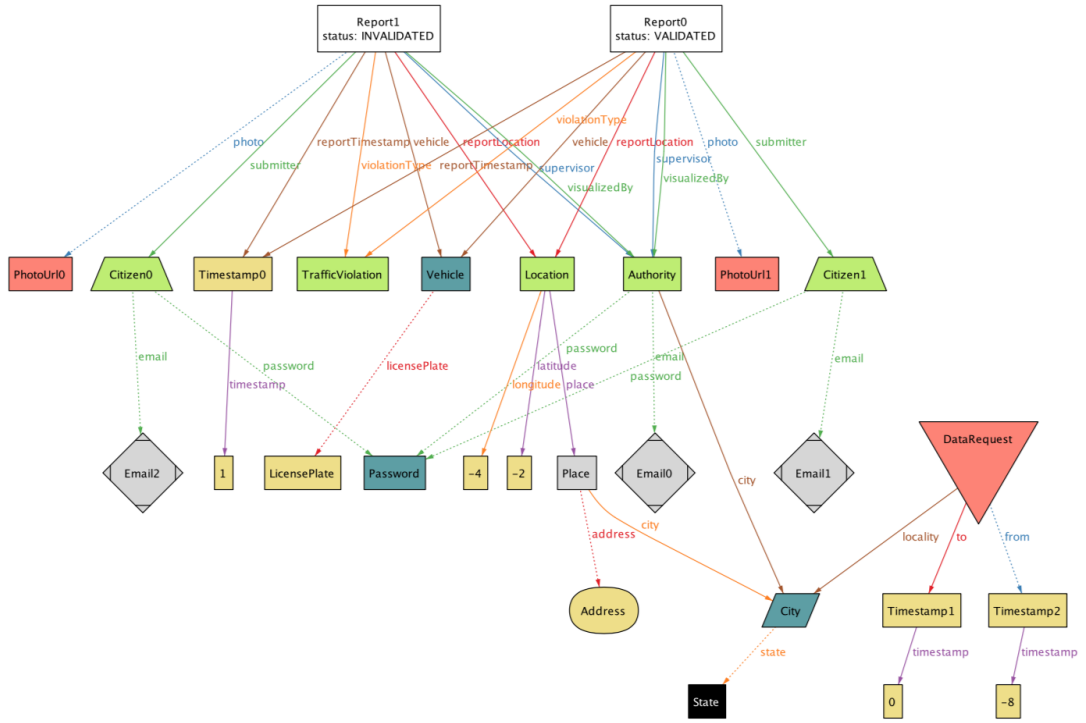 Report1
status: INVALIDATED
Report0
status: VALIDATED
violationType
photo
submitter
reportTimestamp
vehicle
reportLocation
vehicle
reportLocation
photo
submitter
violationType
reportTimestamp
supervisor
visualizedBy
supervisor
visualizedBy
PhotoUrl0
Citizen0
Timestamp0
TrafficViolation
Vehicle
Location
Authority
PhotoUrl1
Citizen1
email
password
timestamp
licensePlate
longitude
latitude
place
password
email
password
email
Email2
1
LicensePlate
Password
-4
-2
Place
Email0
Email1
DataRequest
city
address
city
locality
to
from
Address
City
Timestamp1
Timestamp2
state
timestamp
timestamp
State
0
-8